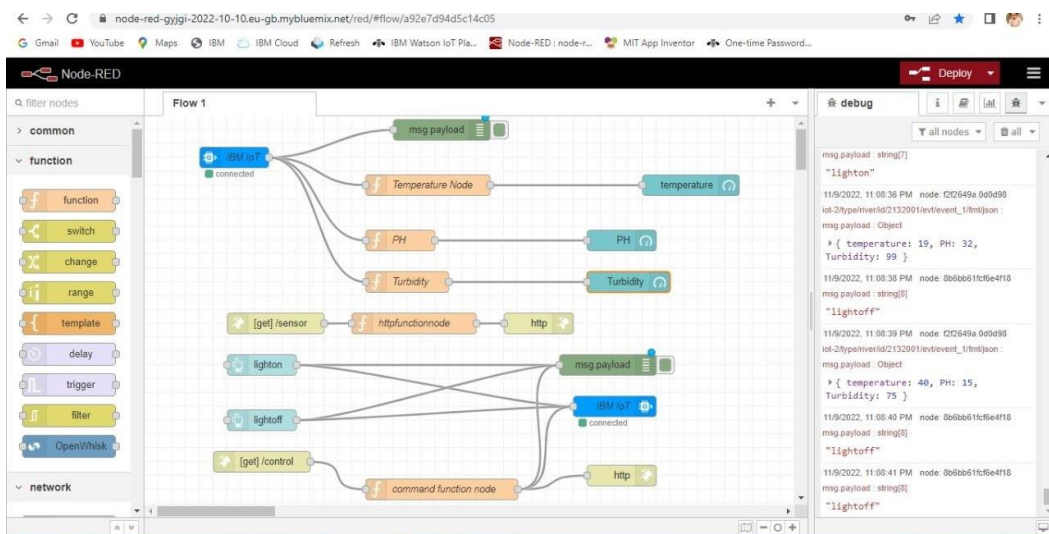 node-red-gyjgi-2022-10-10.eu-gb.mybluemix.net/red/#flow/a92e7d94d5c14c05
Gmail YouTube Maps IBM IBM Cloud Refresh IBM Watson IoT Pla... Node-RED : node-r... MIT App Inventor One-time Password...
Node-RED Deploy
filter nodes
common
function
function
switch
change
range
template
delay
trigger
filter
OpenWhisk
network
Flow 1
msg.payload
IBM IoT
connected
Temperature Node temperature
PH PH
Turbidity Turbidity
[get] /sensor httpfunctionnode http
lighton msg.payload
IBM IoT
lightoff connected
[get] /control http
command function node
debug i
all nodes all
msg.payload : string[7]
"lighton"
11/9/2022, 11:08:36 PM node: f2f2649a.0d0d98
iot-2/type/river/id/2132001/evt/event_1/fmt/json :
msg.payload : Object
{ temperature: 19, PH: 32,
Turbidity: 99 }
11/9/2022, 11:08:38 PM node: 8b6bb61fcf6e4f18
msg.payload : string[8]
"lightoff"
11/9/2022, 11:08:39 PM node: f2f2649a.0d0d98
iot-2/type/river/id/2132001/evt/event_1/fmt/json :
msg.payload : Object
{ temperature: 40, PH: 15,
Turbidity: 75 }
11/9/2022, 11:08:40 PM node: 8b6bb61fcf6e4f18
msg.payload : string[8]
"lightoff"
11/9/2022, 11:08:41 PM node: 8b6bb61fcf6e4f18
msg.payload : string[8]
"lightoff"